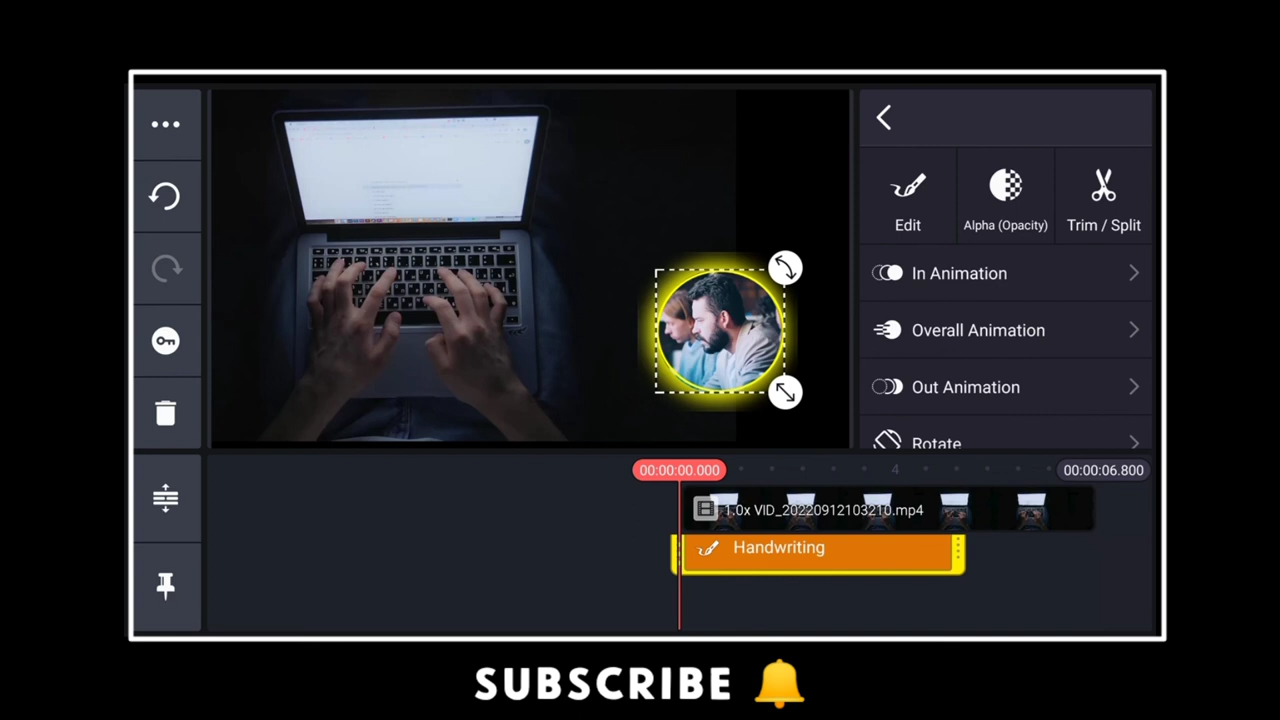 Edit
Alpha (Opacity)
Trim / Split
In Animation
Overall Animation
Out Animation
Rotate
00:00:00.000
4
00:00:06.800
1.0x VID_20220912103210.mp4
Handwriting
SUBSCRIBE